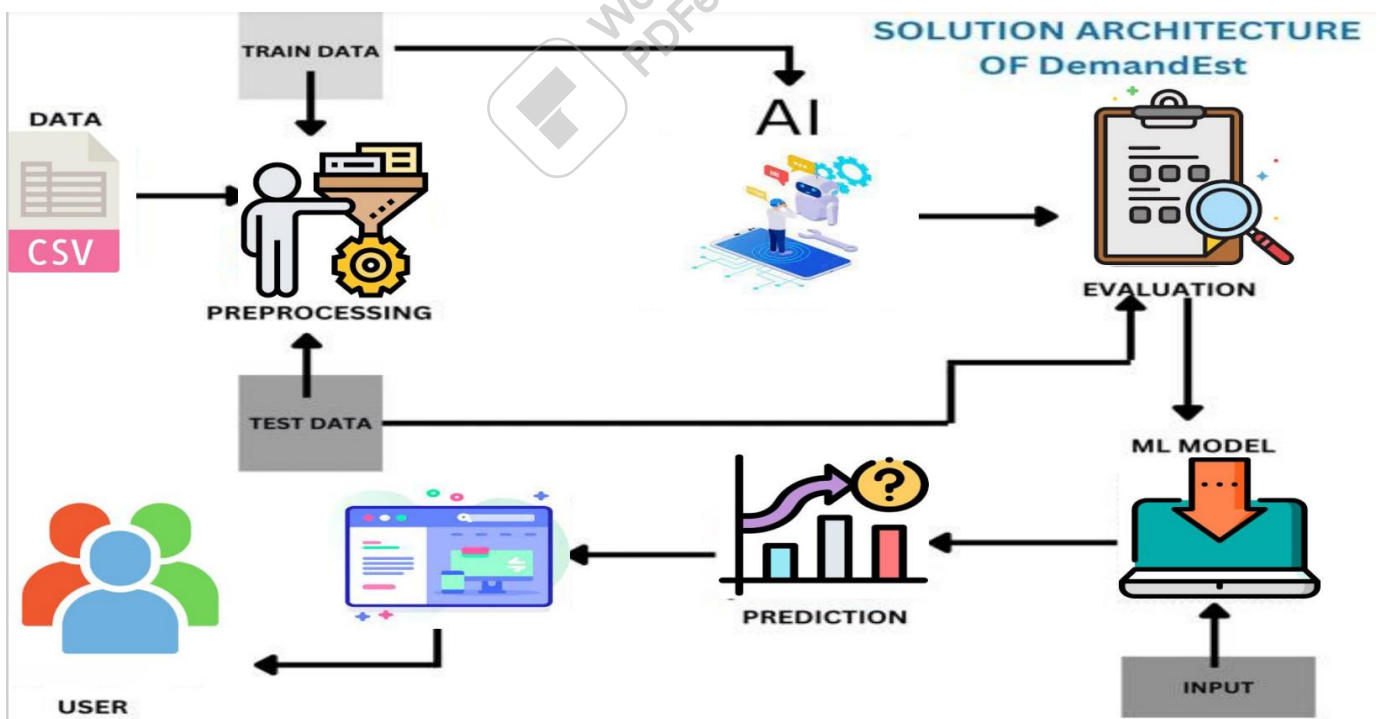 SOLUTION ARCHITECTURE
OF DemandEst
TRAIN DATA
DATA
CSV
AI
PREPROCESSING
EVALUATION
TEST DATA
ML MODEL
PREDICTION
INPUT
USER